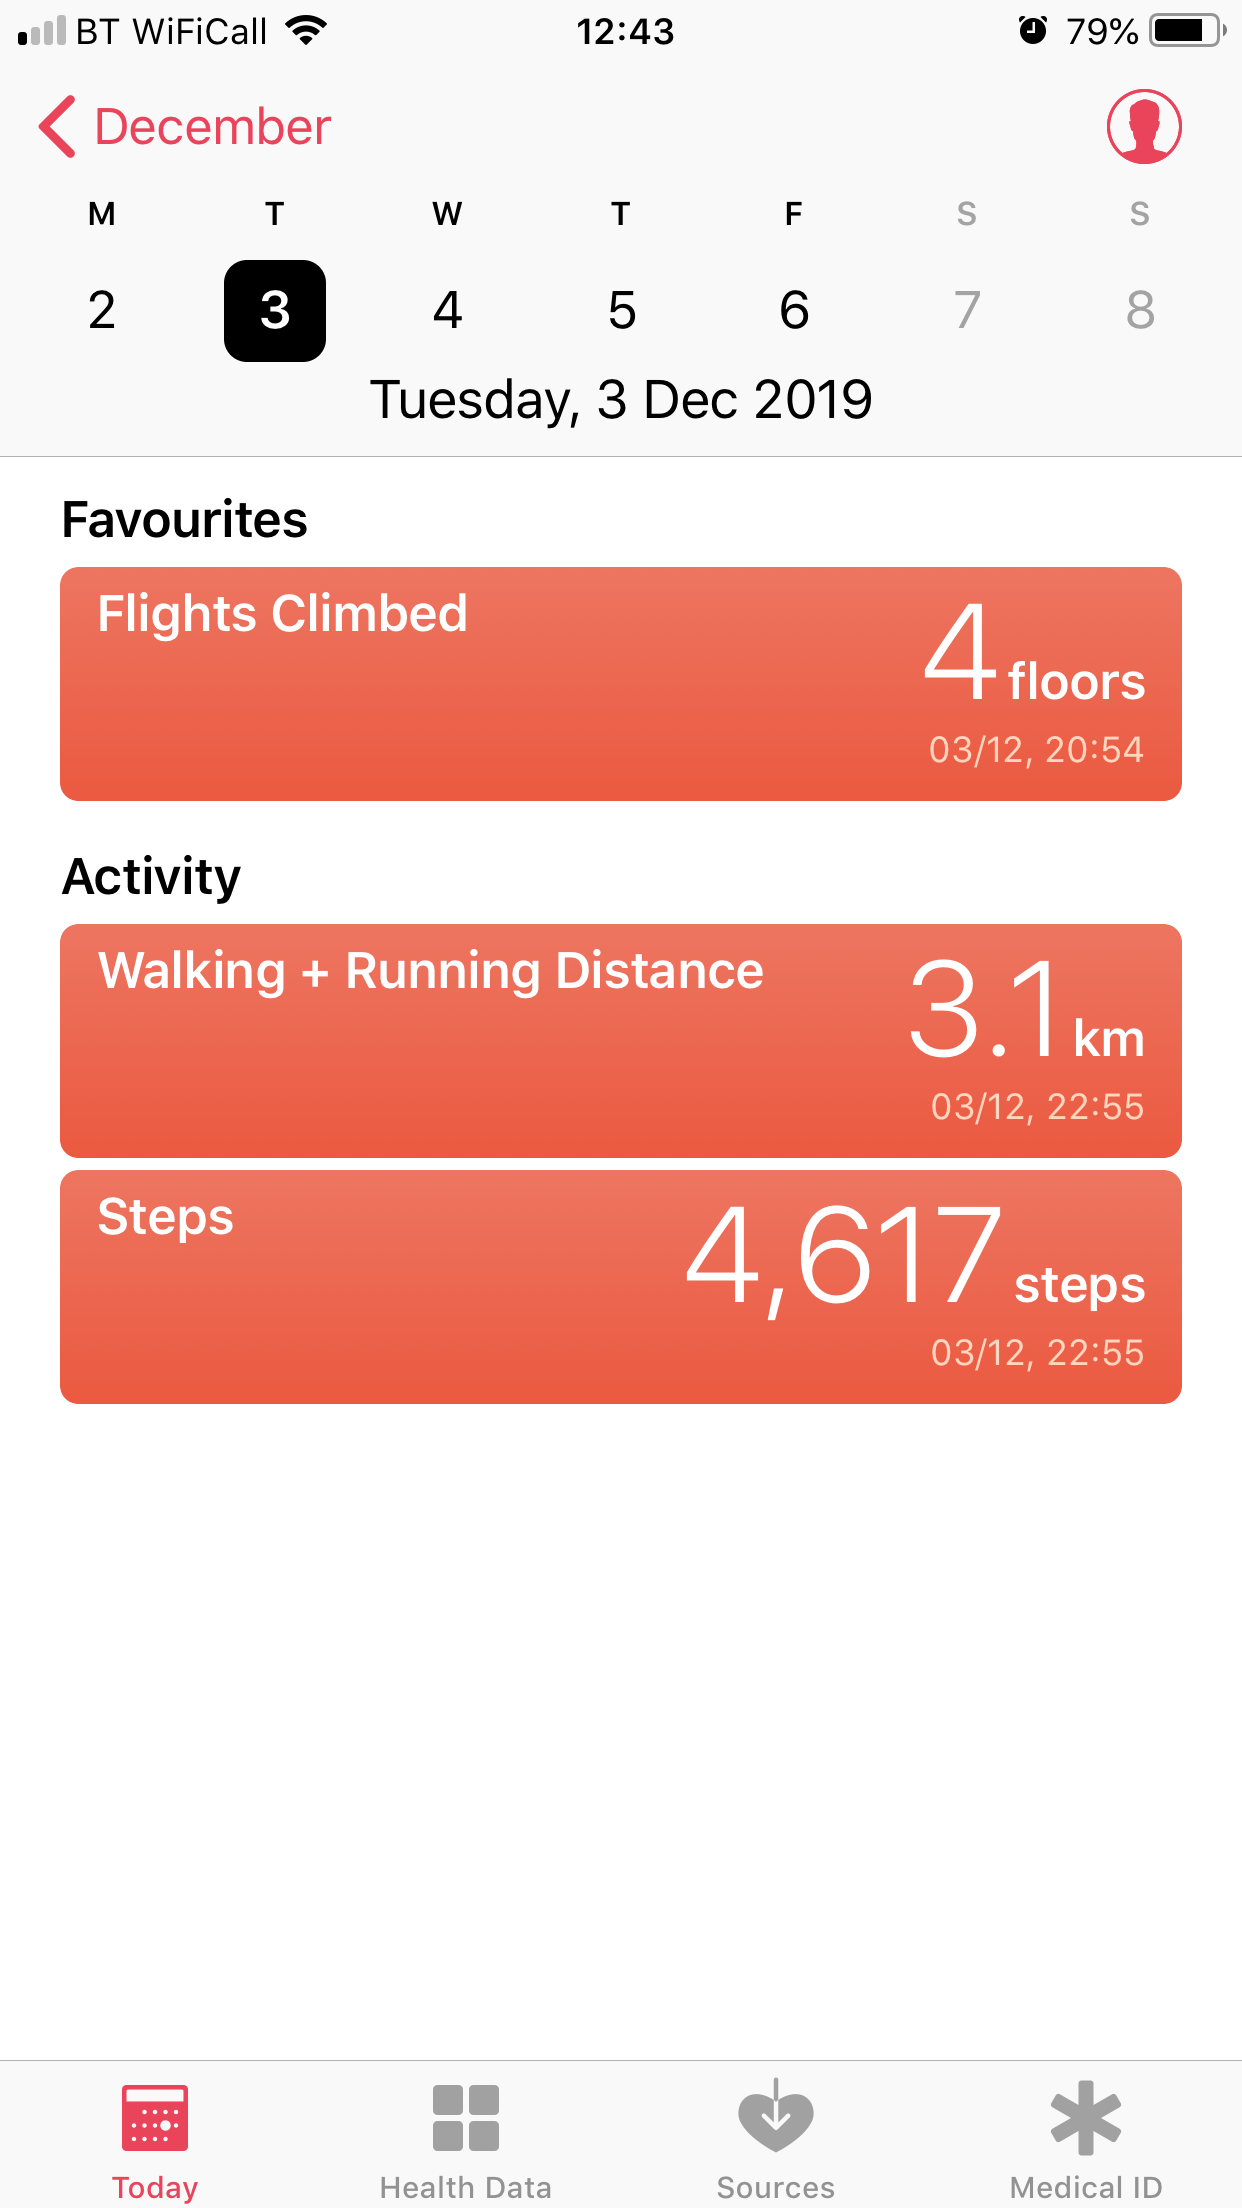 BT WiFiCall 12:43 79%
December
M T W T F S S
2 3 4 5 6 7 8
Tuesday, 3 Dec 2019
Favourites
Flights Climbed
4 floors
03/12, 20:54
Activity
Walking + Running Distance
3.1 km
03/12, 22:55
Steps
4,617 steps
03/12, 22:55
Today Health Data Sources Medical ID